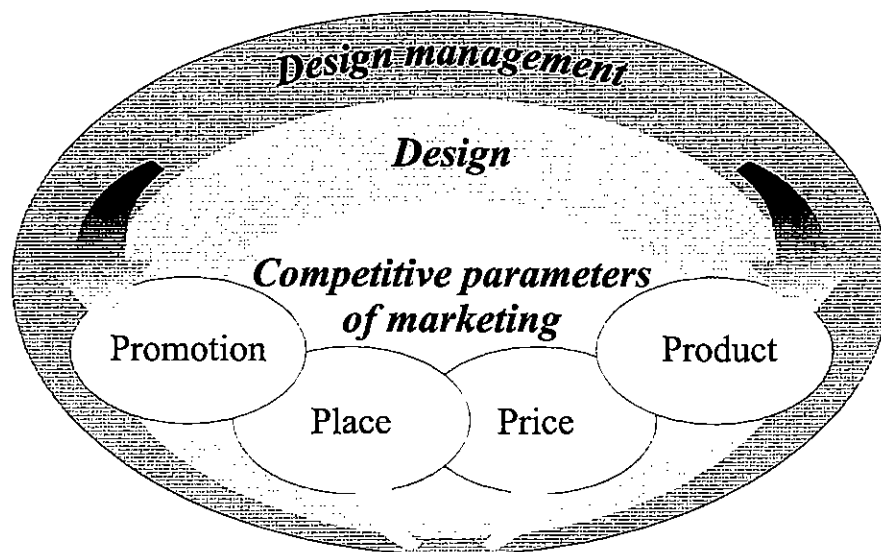 Design management
Design
Competitive parameters
of marketing
Promotion
Product
Place
Price